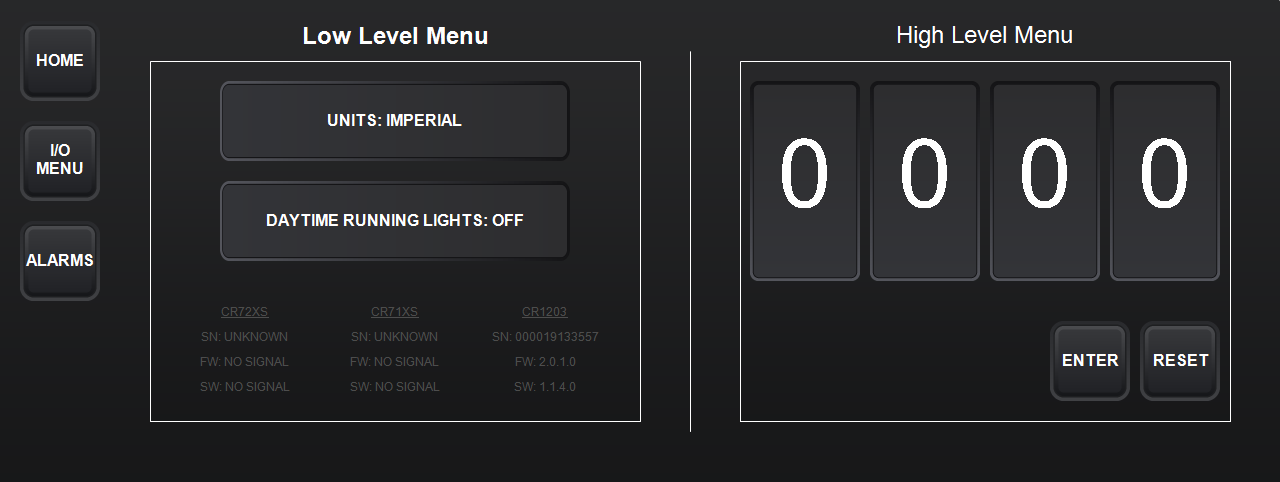 Low Level Menu
High Level Menu
HOME
I/O
MENU
ALARMS
UNITS: IMPERIAL
DAYTIME RUNNING LIGHTS: OFF
CR72XS CR71XS CR1203
SN: UNKNOWN SN: UNKNOWN SN: 000019133557
FW: NO SIGNAL FW: NO SIGNAL FW: 2.0.1.0
SW: NO SIGNAL SW: NO SIGNAL SW: 1.1.4.0
0 0 0 0
ENTER RESET